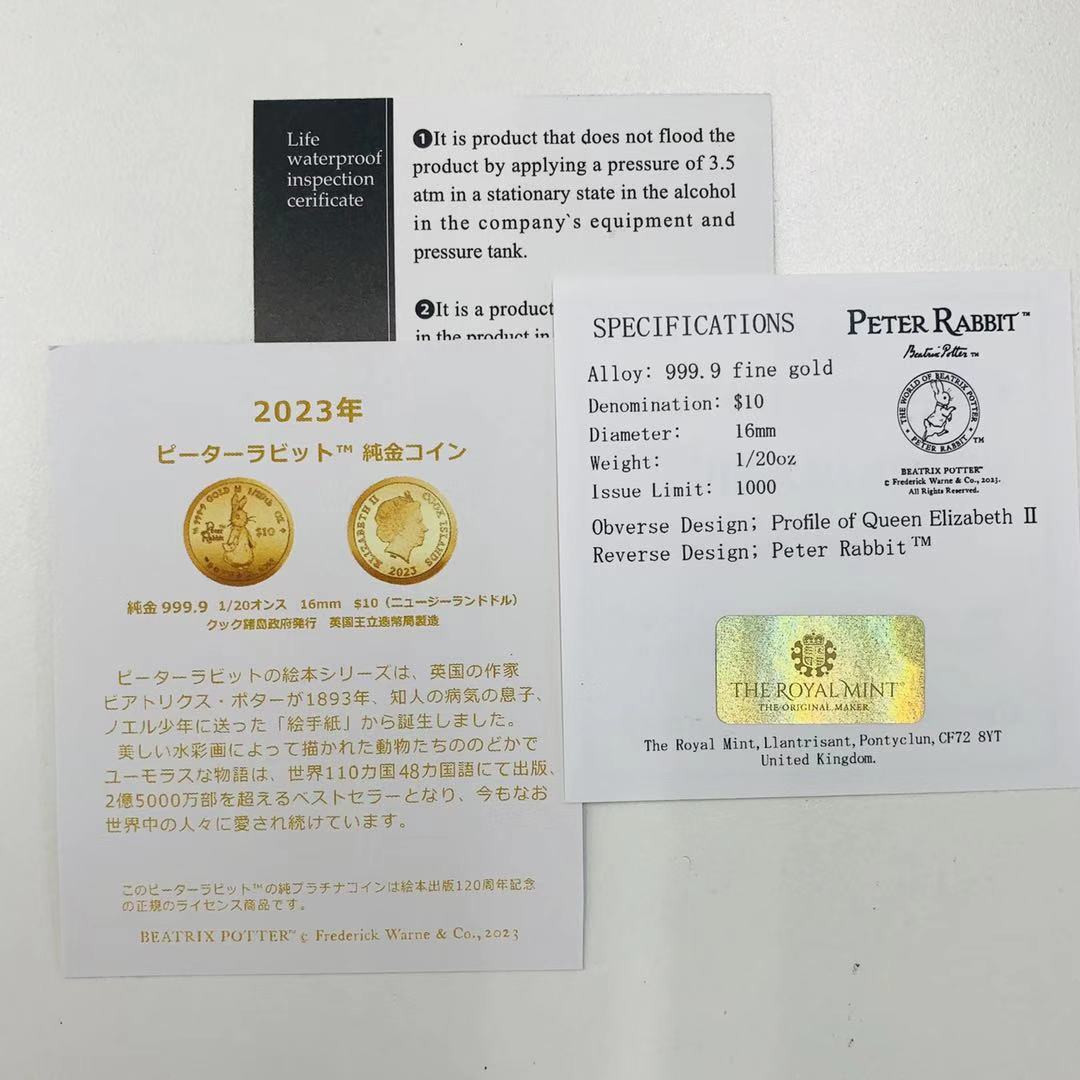 Life
waterproof
inspection
cerificate
❶It is product that does not flood the
product by applying a pressure of 3.5
atm in a stationary state in the alcohol
in the company`s equipment and
pressure tank.
❷It is a product
in the product in
2023年
ピーターラビット™ 純金コイン
999.9 GOLD
1/20 OZ
Peter
Rabbit
$10
ELIZABETH II
COOK ISLANDS
2023
純金 999.9 1/20オンス 16mm $10（ニュージーランドドル）
クック諸島政府発行 英国王立造幣局製造
ピーターラビットの絵本シリーズは、英国の作家
ビアトリクス・ポターが1893年、知人の病気の息子、
ノエル少年に送った「絵手紙」から誕生しました。
美しい水彩画によって描かれた動物たちののどかで
ユーモラスな物語は、世界110カ国48カ国語にて出版、
2億5000万部を超えるベストセラーとなり、今もなお
世界中の人々に愛され続けています。
このピーターラビット™の純プラチナコインは絵本出版120周年記念
の正規のライセンス商品です。
BEATRIX POTTER™ © Frederick Warne & Co., 2023
SPECIFICATIONS
Alloy: 999.9 fine gold
Denomination: $10
Diameter: 16mm
Weight: 1/20oz
Issue Limit: 1000
Obverse Design; Profile of Queen Elizabeth Ⅱ
Reverse Design; Peter Rabbit™
PETER RABBIT™
Beatrix Potter™
THE WORLD OF BEATRIX POTTER
PETER RABBIT
™
BEATRIX POTTER™
© Frederick Warne & Co., 2023.
All Rights Reserved.
THE ROYAL MINT®
THE ORIGINAL MAKER
The Royal Mint, Llantrisant, Pontyclun, CF72 8YT
United Kingdom.